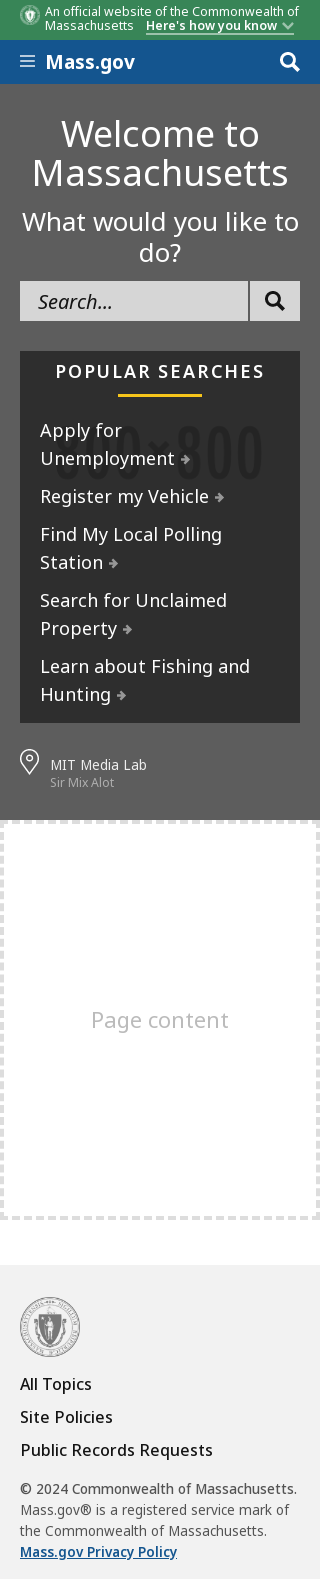 An official website of the Commonwealth of
Massachusetts Here's how you know
Mass.gov
Welcome to
Massachusetts
What would you like to
do?
Search...
POPULAR SEARCHES
800×800
Apply for
Unemployment
Register my Vehicle
Find My Local Polling
Station
Search for Unclaimed
Property
Learn about Fishing and
Hunting
MIT Media Lab
Sir Mix Alot
Page content
All Topics
Site Policies
Public Records Requests
© 2024 Commonwealth of Massachusetts.
Mass.gov® is a registered service mark of
the Commonwealth of Massachusetts.
Mass.gov Privacy Policy